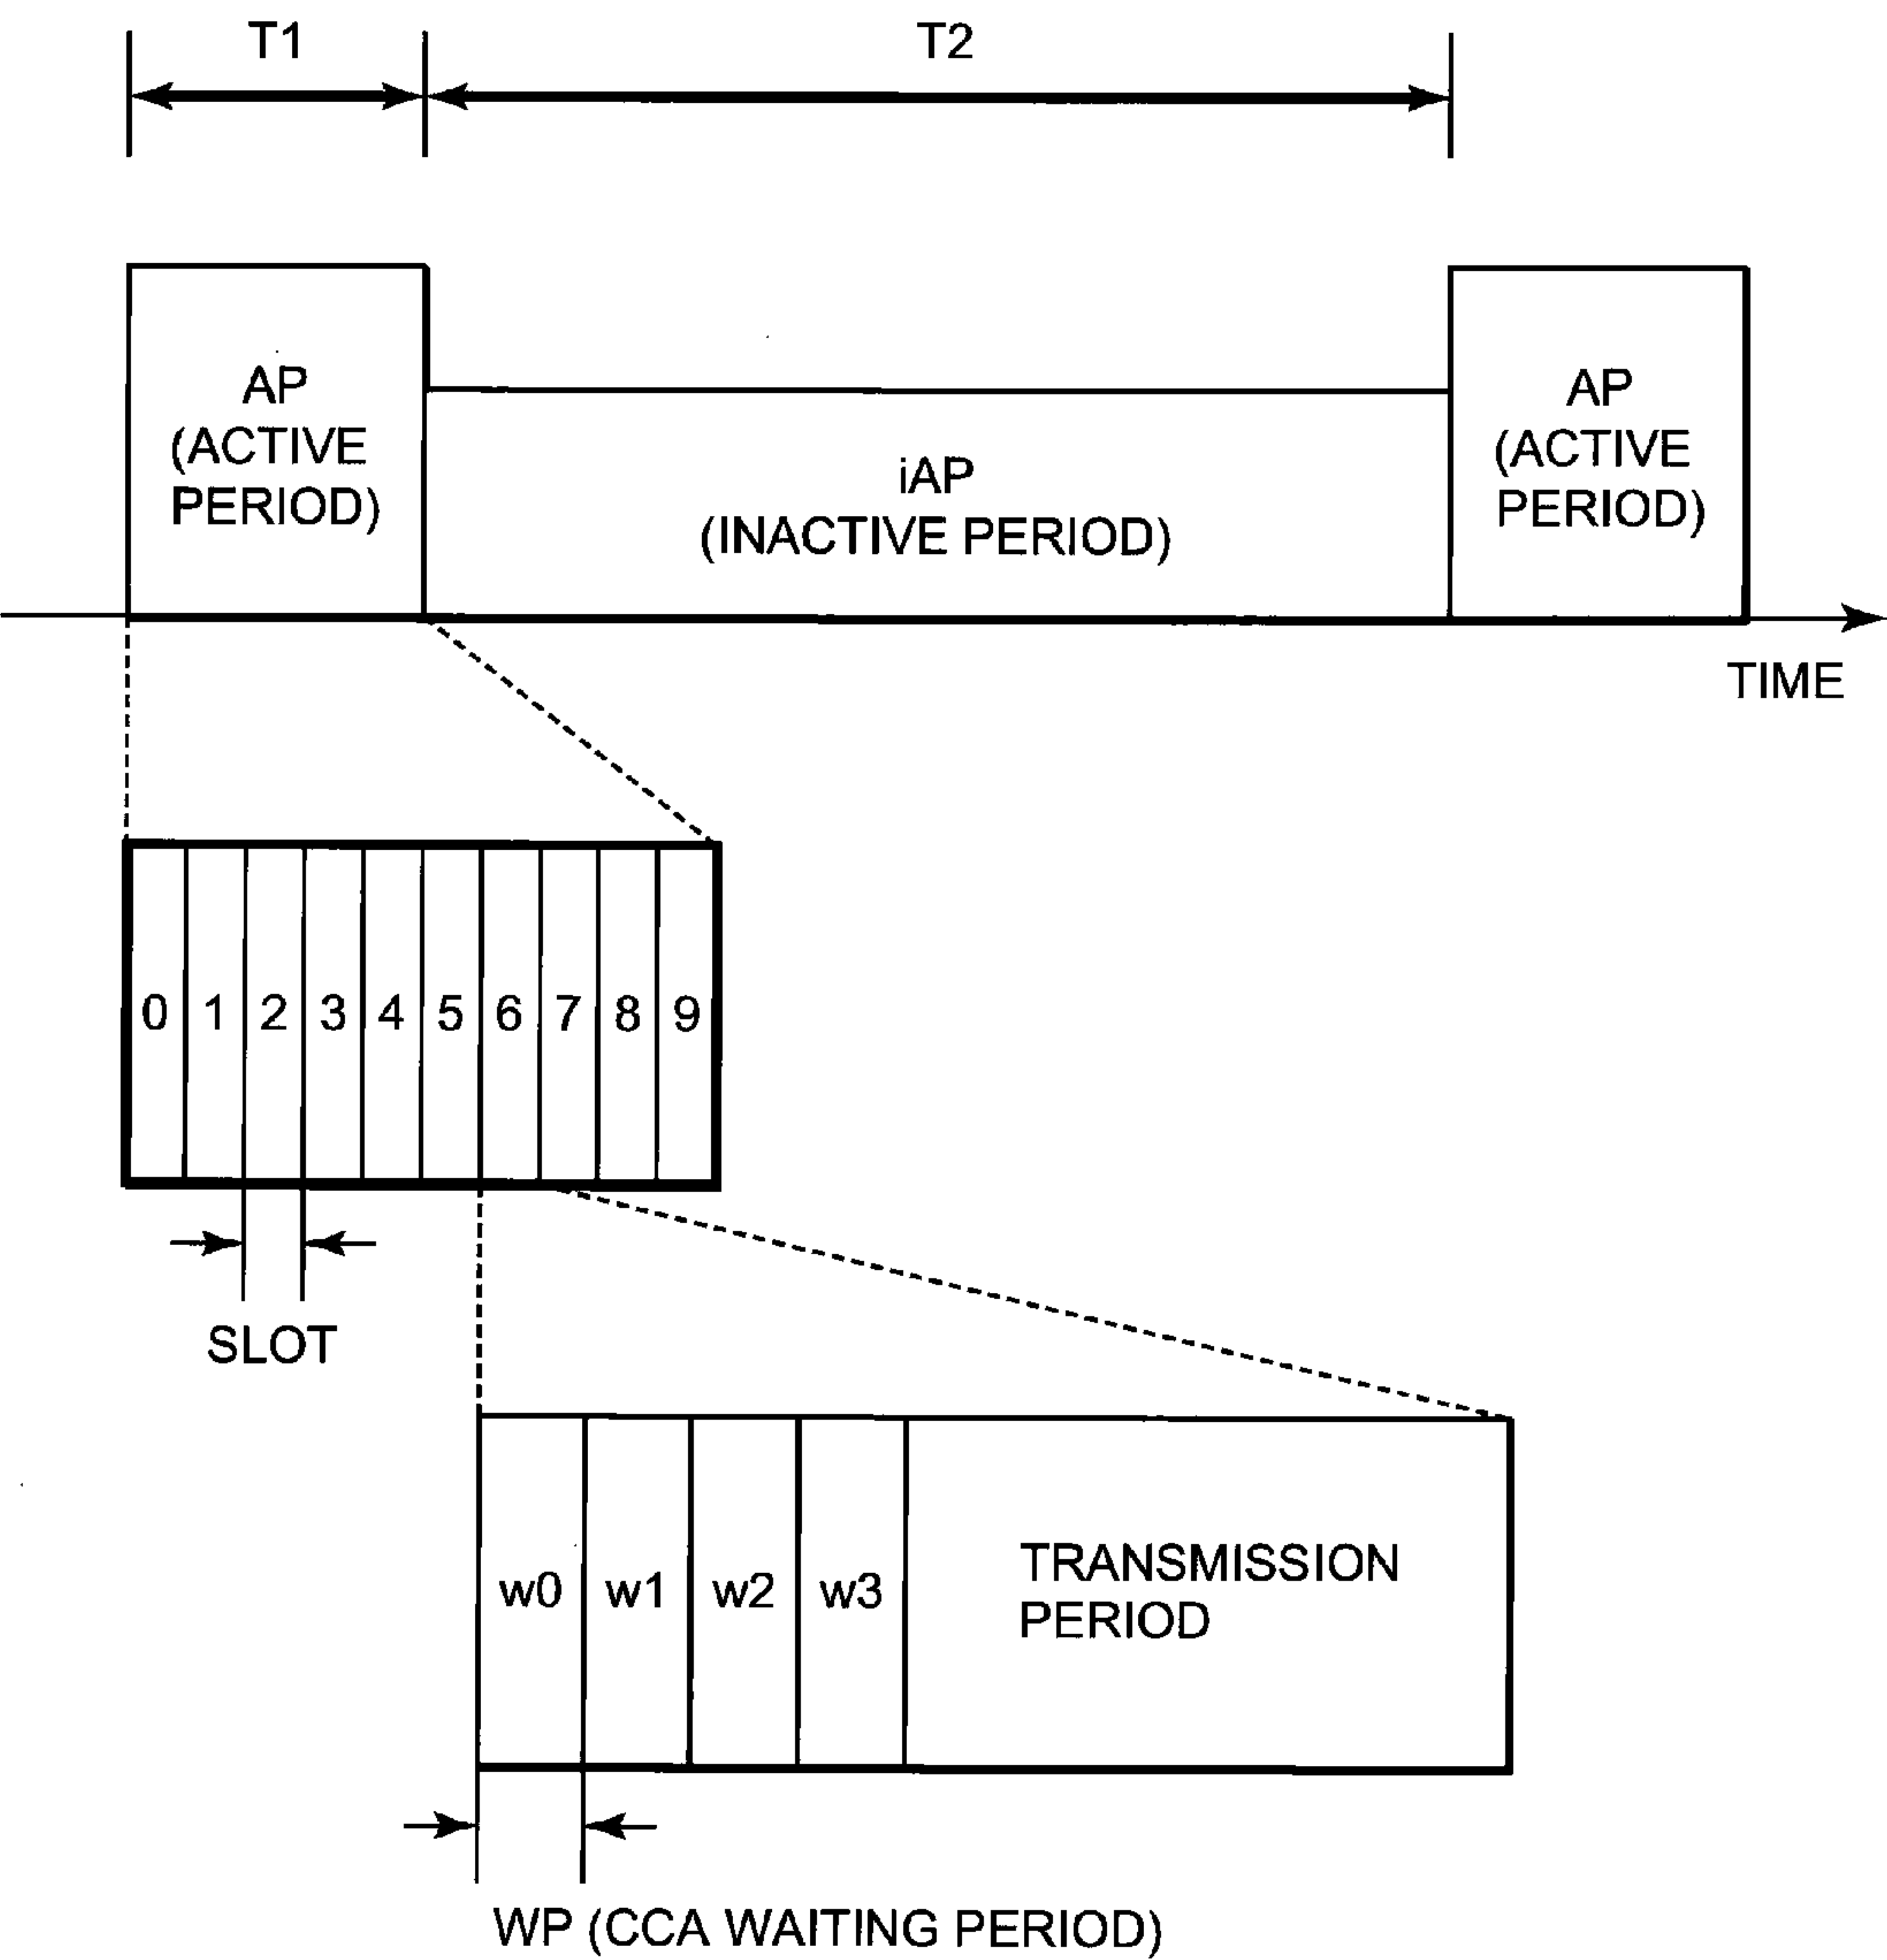 T1
T2
AP
(ACTIVE
PERIOD)
iAP
(INACTIVE PERIOD)
AP
(ACTIVE
PERIOD)
TIME
0 1 2 3 4 5 6 7 8 9
SLOT
w0 w1 w2 w3
TRANSMISSION
PERIOD
WP (CCA WAITING PERIOD)